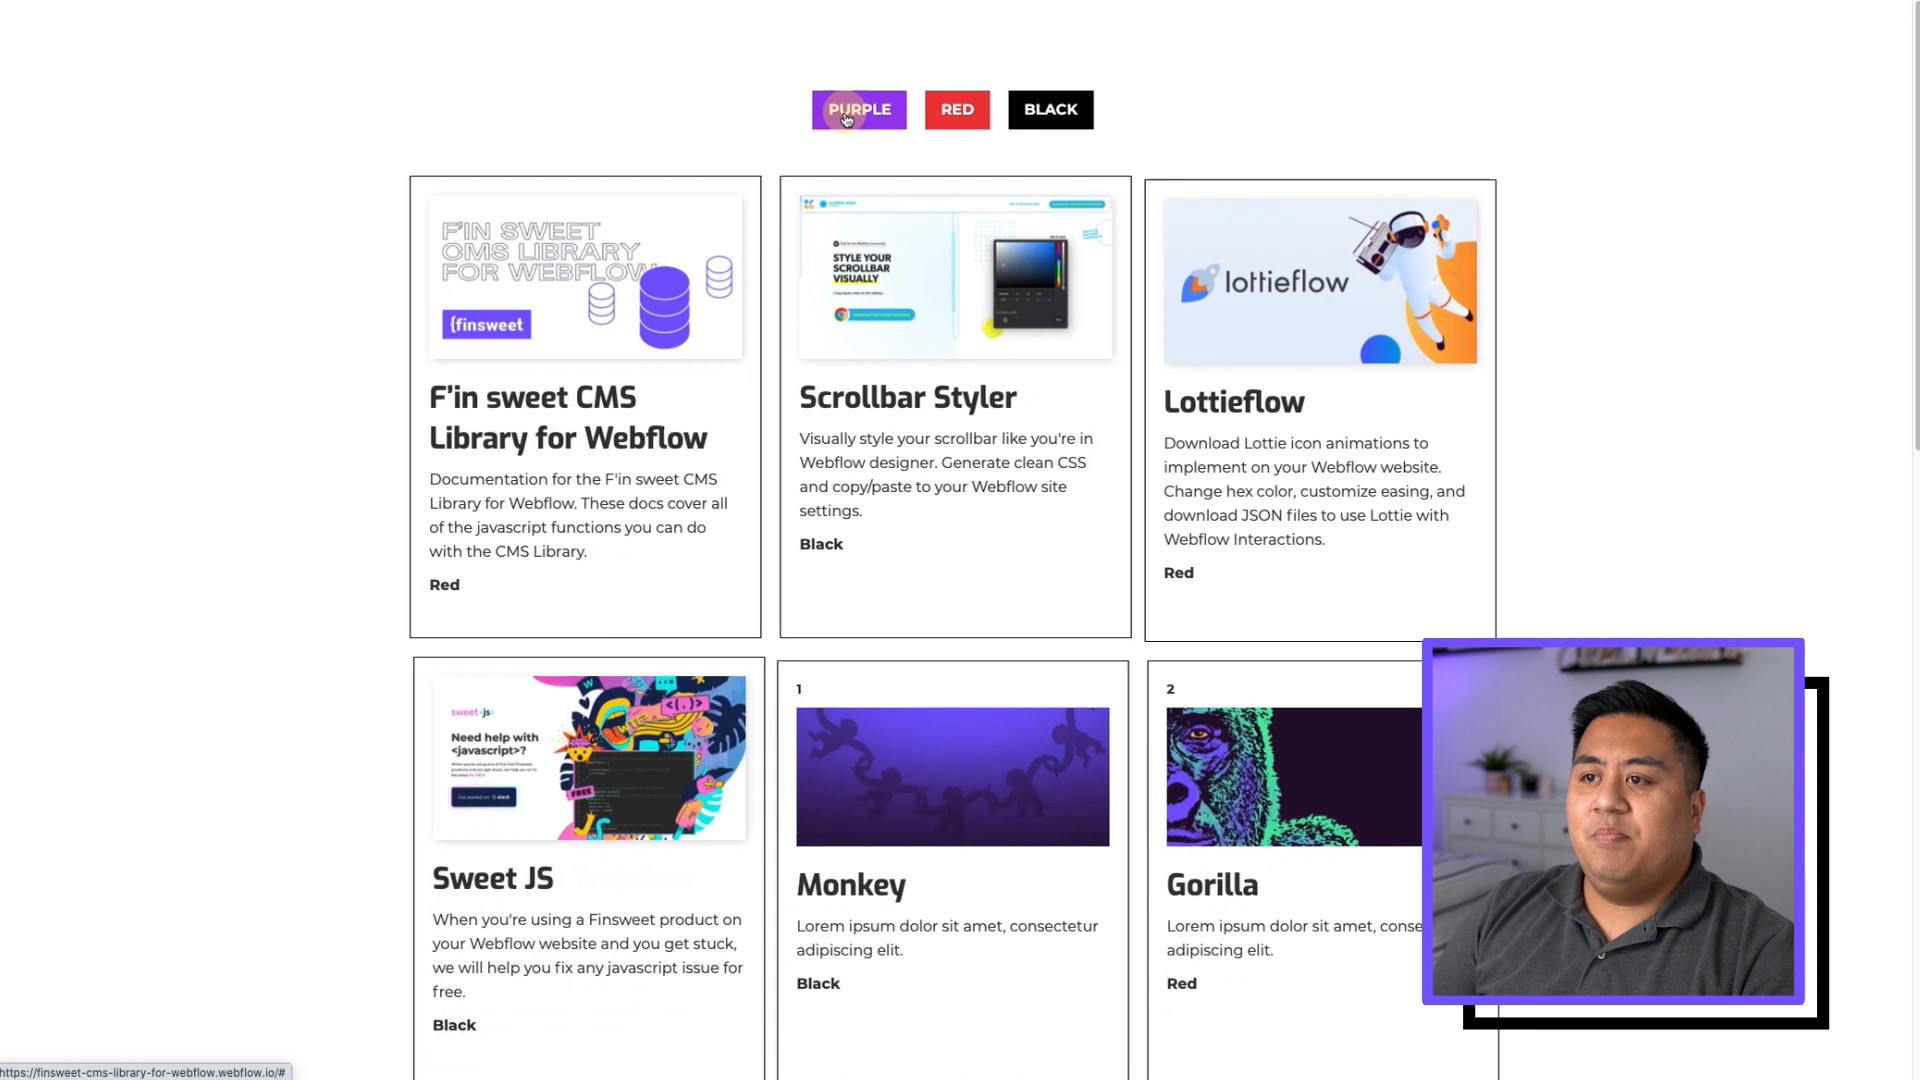 PURPLE
RED
BLACK
F'IN SWEET
CMS LIBRARY
FOR WEBFLOW
{finsweet
STYLE YOUR
SCROLLBAR
VISUALLY
lottieflow
F'in sweet CMS
Library for Webflow
Documentation for the F'in sweet CMS
Library for Webflow. These docs cover all
of the javascript functions you can do
with the CMS Library.
Red
Scrollbar Styler
Visually style your scrollbar like you're in
Webflow designer. Generate clean CSS
and copy/paste to your Webflow site
settings.
Black
Lottieflow
Download Lottie icon animations to
implement on your Webflow website.
Change hex color, customize easing, and
download JSON files to use Lottie with
Webflow Interactions.
Red
sweet js
Need help with
<javascript>?
FREE
Sweet JS
When you're using a Finsweet product on
your Webflow website and you get stuck,
we will help you fix any javascript issue for
free.
Black
1
Monkey
Lorem ipsum dolor sit amet, consectetur
adipiscing elit.
Black
2
Gorilla
Lorem ipsum dolor sit amet, conse
adipiscing elit.
Red
https://finsweet-cms-library-for-webflow.webflow.io/#